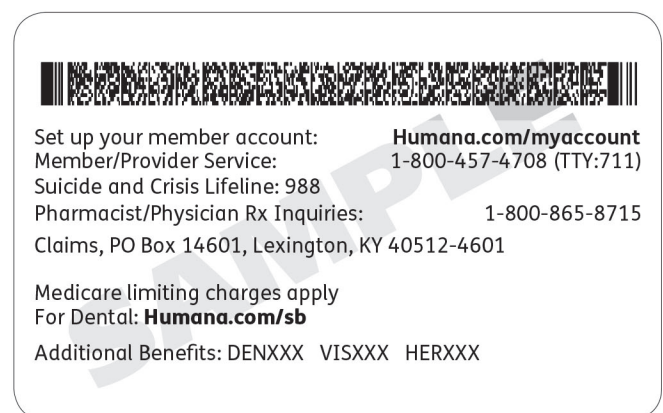 Set up your member account: Humana.com/myaccount
Member/Provider Service: 1-800-457-4708 (TTY:711)
Suicide and Crisis Lifeline: 988
Pharmacist/Physician Rx Inquiries: 1-800-865-8715
Claims, PO Box 14601, Lexington, KY 40512-4601
Medicare limiting charges apply
For Dental: Humana.com/sb
Additional Benefits: DENXXX VISXXX HERXXX
SAMPLE